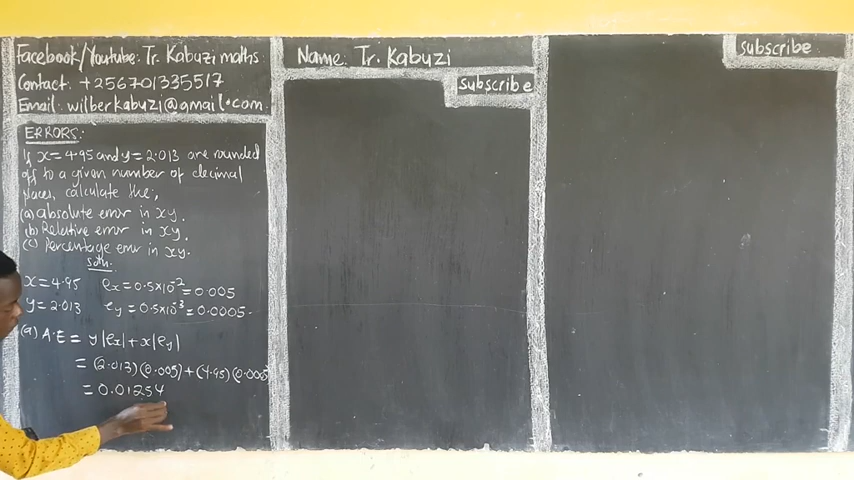 Facebook/Youtube: Tr. Kabuzi maths
Contact: +256701335517
Email: wilberkabuzi@gmail.com
ERRORS:
If x=4.95 and y=2.013 are rounded
off to a given number of decimal
places, calculate the;
(a) absolute error in xy.
(b) Relative error in xy.
(c) Percentage error in xy.
soln.
x=4.95 ex=0.5x10⁻²=0.005
y=2.013 ey=0.5x10⁻³=0.0005.
(a) A.E = y|ex|+x|ey|
= (2.013)(0.005)+(4.95)(0.0005
= 0.01254
Name: Tr. Kabuzi
subscribe
subscribe